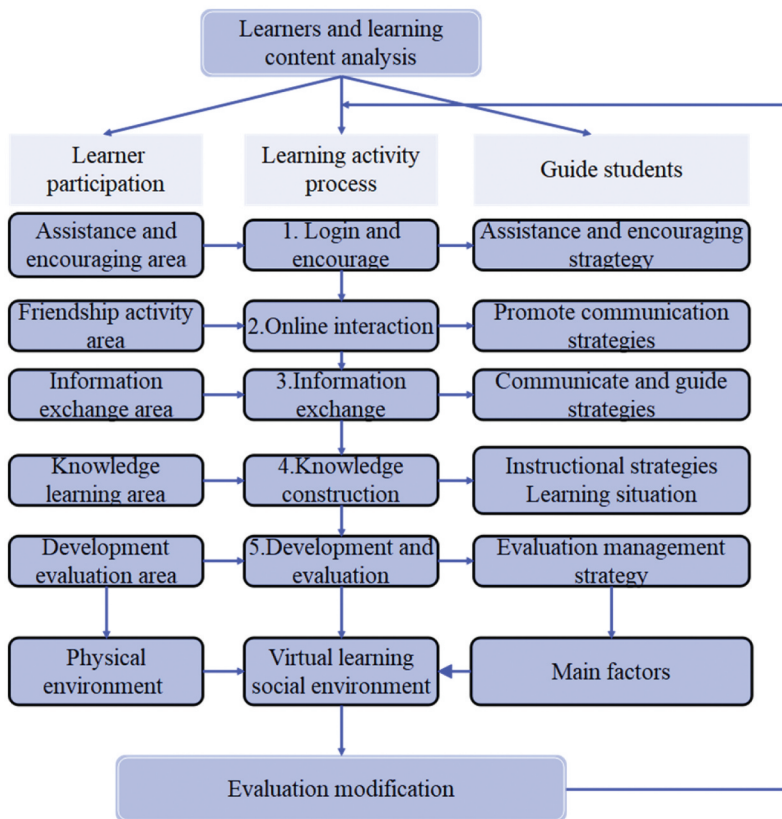 Learners and learning
content analysis
Learner
participation
Learning activity
process
Guide students
Assistance and
encouraging area
1. Login and
encourage
Assistance and encouraging
stragtegy
Friendship activity
area
2.Online interaction
Promote communication
strategies
Information
exchange area
3.Information
exchange
Communicate and guide
strategies
Knowledge
learning area
4.Knowledge
construction
Instructional strategies
Learning situation
Development
evaluation area
5.Development and
evaluation
Evaluation management
strategy
Physical
environment
Virtual learning
social environment
Main factors
Evaluation modification